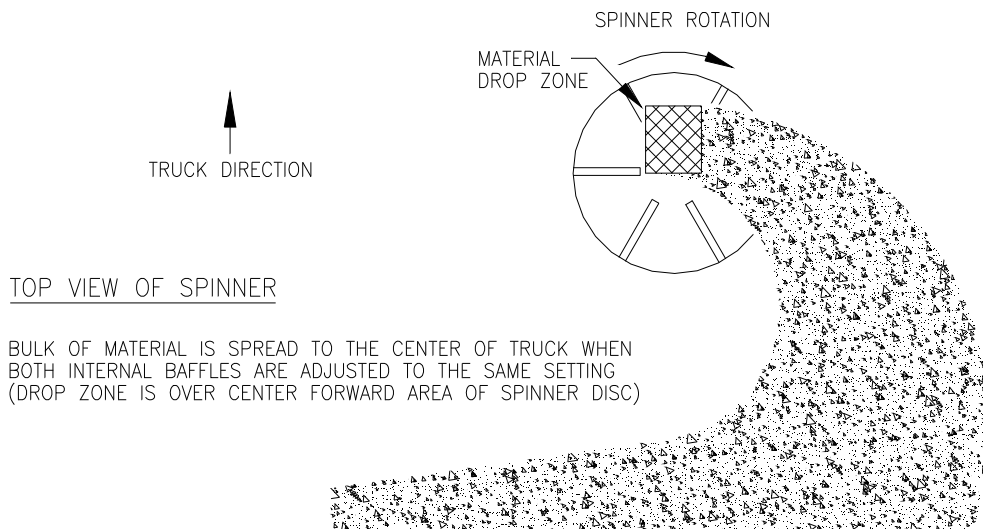 SPINNER ROTATION
MATERIAL
DROP ZONE
TRUCK DIRECTION
TOP VIEW OF SPINNER
BULK OF MATERIAL IS SPREAD TO THE CENTER OF TRUCK WHEN
BOTH INTERNAL BAFFLES ARE ADJUSTED TO THE SAME SETTING
(DROP ZONE IS OVER CENTER FORWARD AREA OF SPINNER DISC)